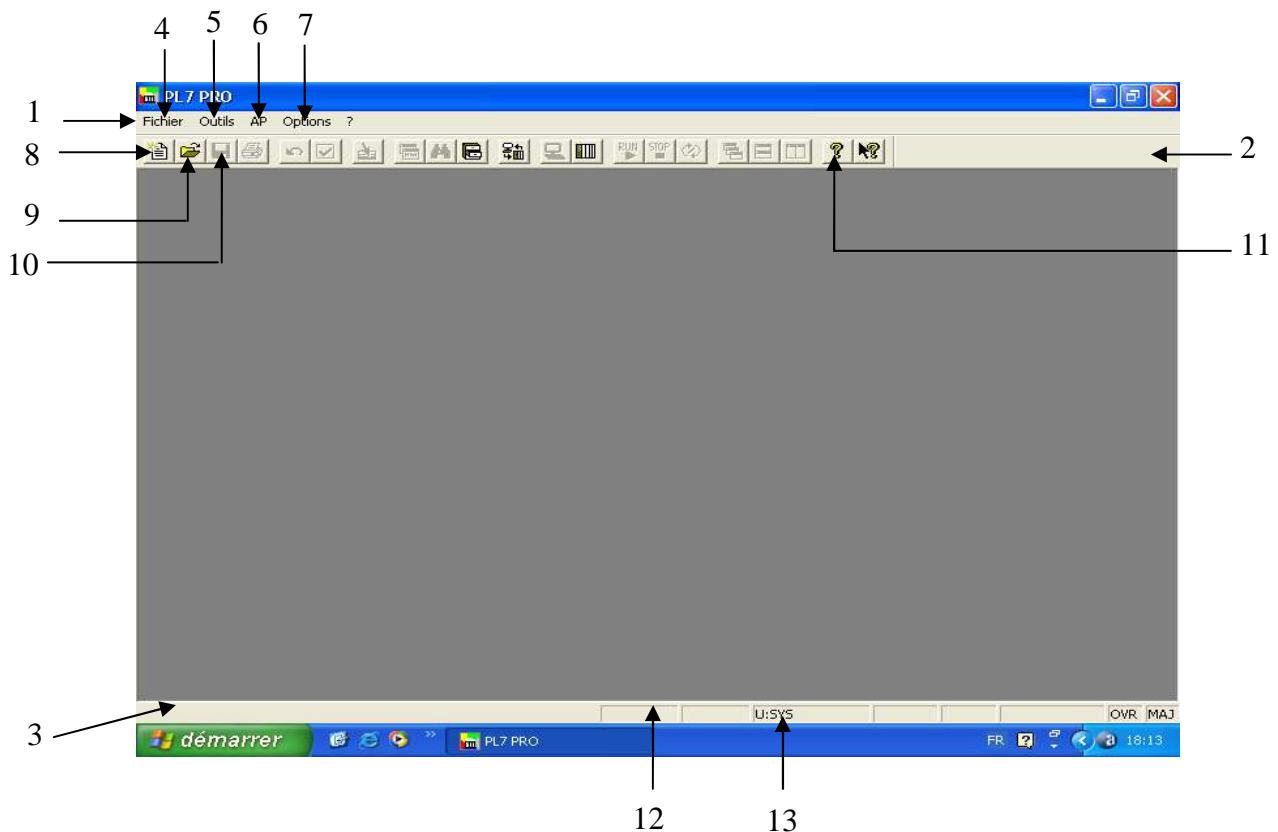 4 5 6 7
PL7 PRO
1
Fichier Outils AP Options ?
8
RUN STOP
2
9
10
11
U:SYS OVR MAJ
3
démarrer » PL7 PRO FR 18:13
12 13